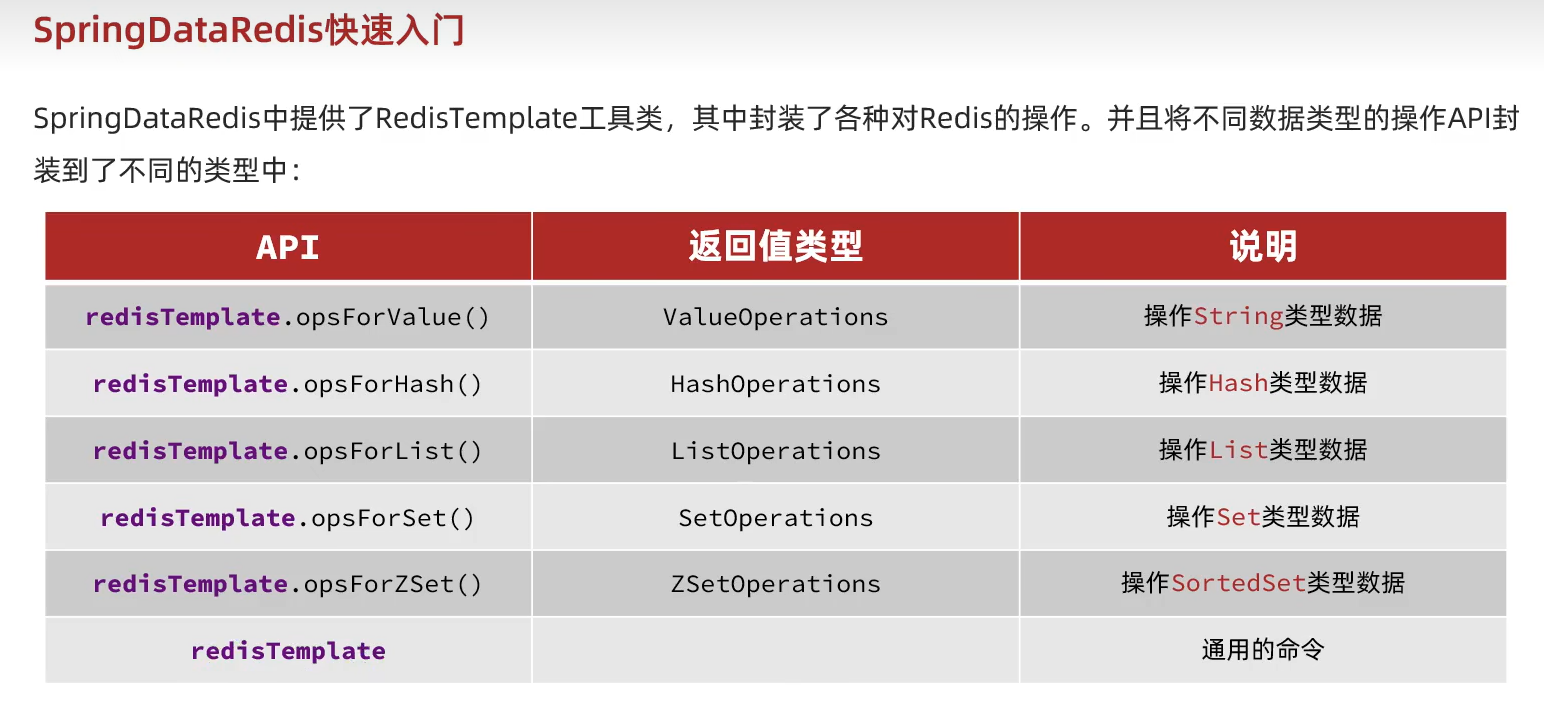 SpringDataRedis快速入门
SpringDataRedis中提供了RedisTemplate工具类，其中封装了各种对Redis的操作。并且将不同数据类型的操作API封
装到了不同的类型中：
API 返回值类型 说明
redisTemplate.opsForValue() ValueOperations 操作String类型数据
redisTemplate.opsForHash() HashOperations 操作Hash类型数据
redisTemplate.opsForList() ListOperations 操作List类型数据
redisTemplate.opsForSet() SetOperations 操作Set类型数据
redisTemplate.opsForZSet() ZSetOperations 操作SortedSet类型数据
redisTemplate 通用的命令